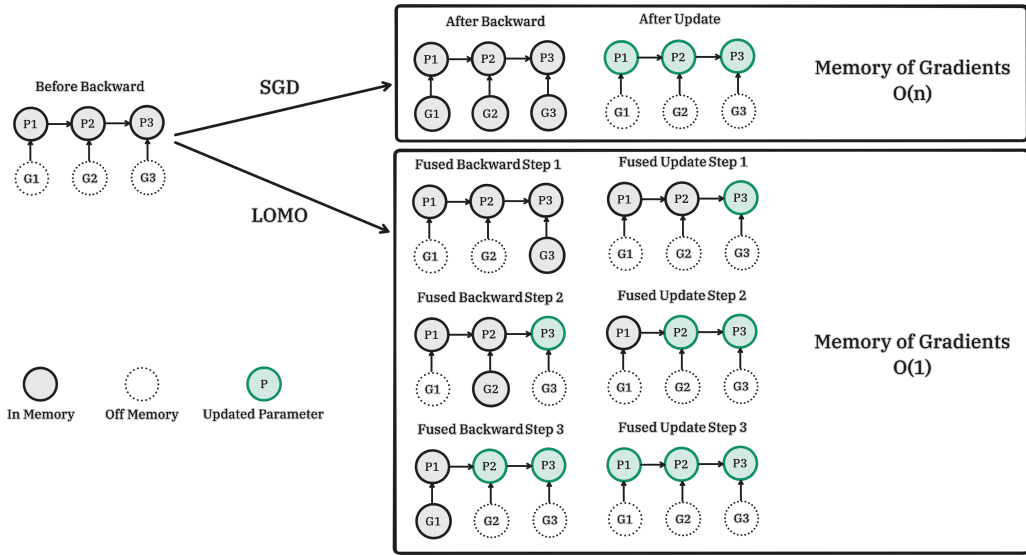 Before Backward
P1 P2 P3
G1 G2 G3
SGD
LOMO
After Backward
P1 P2 P3
G1 G2 G3
After Update
P1 P2 P3
G1 G2 G3
Memory of Gradients
O(n)
Fused Backward Step 1
P1 P2 P3
G1 G2 G3
Fused Update Step 1
P1 P2 P3
G1 G2 G3
Fused Backward Step 2
P1 P2 P3
G1 G2 G3
Fused Update Step 2
P1 P2 P3
G1 G2 G3
Fused Backward Step 3
P1 P2 P3
G1 G2 G3
Fused Update Step 3
P1 P2 P3
G1 G2 G3
Memory of Gradients
O(1)
P
In Memory
Off Memory
Updated Parameter